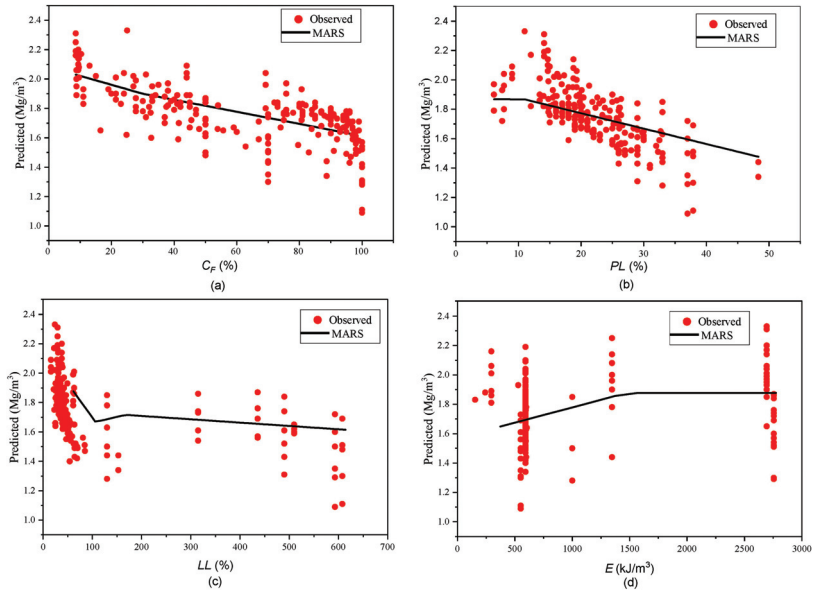 2.4
2.2
2.0
1.8
1.6
1.4
1.2
1.0
Predicted (Mg/m³)
Observed
MARS
0 20 40 60 80 100
C_F (%)
(a)
2.4
2.2
2.0
1.8
1.6
1.4
1.2
1.0
Predicted (Mg/m³)
Observed
MARS
0 10 20 30 40 50
PL (%)
(b)
2.4
2.2
2.0
1.8
1.6
1.4
1.2
1.0
Predicted (Mg/m³)
Observed
MARS
0 100 200 300 400 500 600 700
LL (%)
(c)
2.4
2.2
2.0
1.8
1.6
1.4
1.2
1.0
Predicted (Mg/m³)
Observed
MARS
0 500 1000 1500 2000 2500 3000
E (kJ/m³)
(d)